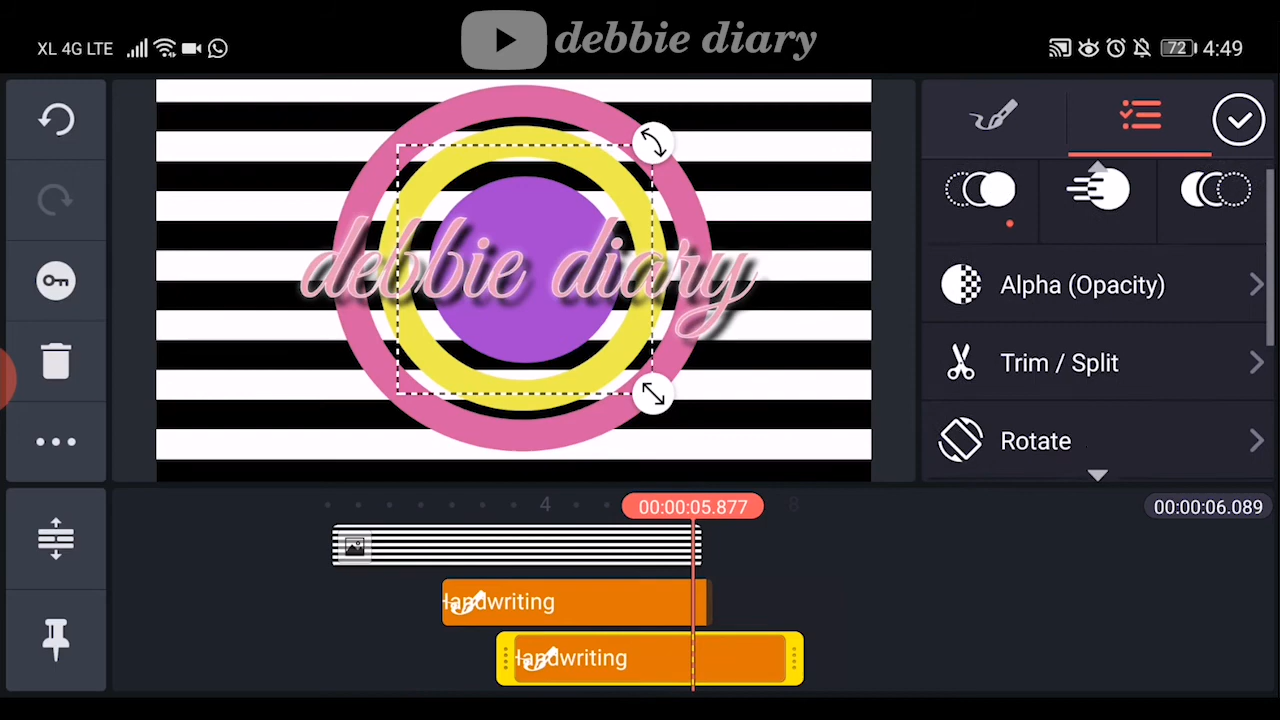 debbie diary
XL 4G LTE
72
4:49
debbie diary
Alpha (Opacity)
Trim / Split
Rotate
4
00:00:05.877
8
00:00:06.089
Handwriting
Handwriting